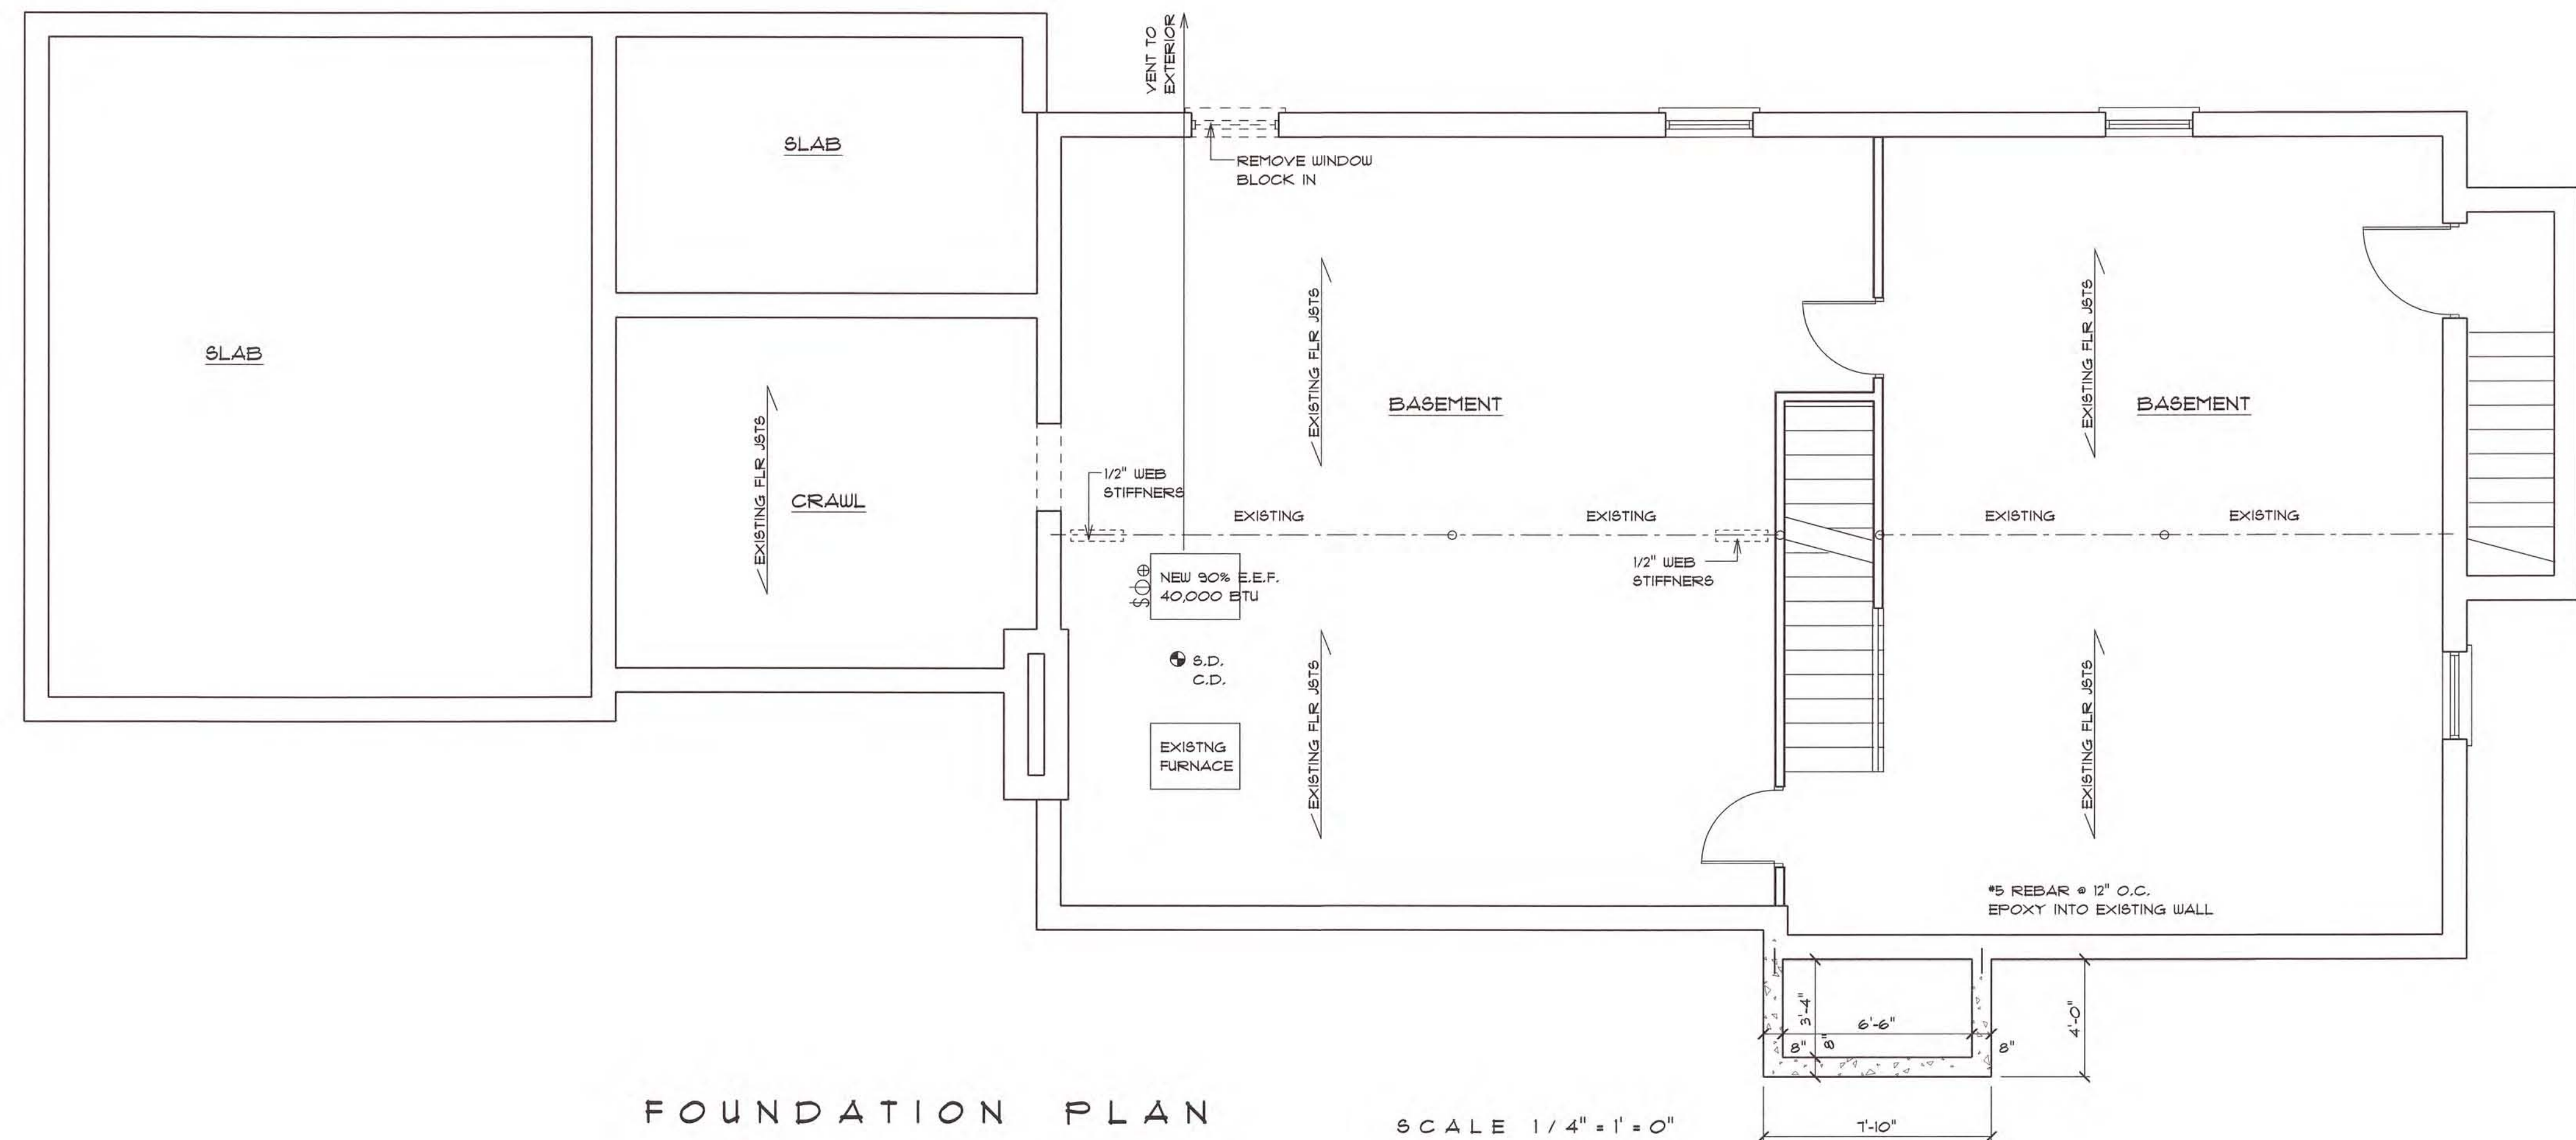 VENT TO
EXTERIOR
SLAB
REMOVE WINDOW
BLOCK IN
SLAB
EXISTING FLR JSTS
EXISTING FLR JSTS
BASEMENT
BASEMENT
EXISTING FLR JSTS
CRAWL
1/2" WEB
STIFFNERS
EXISTING
EXISTING
EXISTING
EXISTING
1/2" WEB
STIFFNERS
NEW 90% E.E.F.
40,000 BTU
$
S.D.
C.D.
EXISTNG
FURNACE
EXISTING FLR JSTS
EXISTING FLR JSTS
#5 REBAR @ 12" O.C.
EPOXY INTO EXISTING WALL
3'-4"
6'-6"
4'-0"
8"
8"
8"
7'-10"
FOUNDATION PLAN
SCALE 1/4" = 1' = 0"